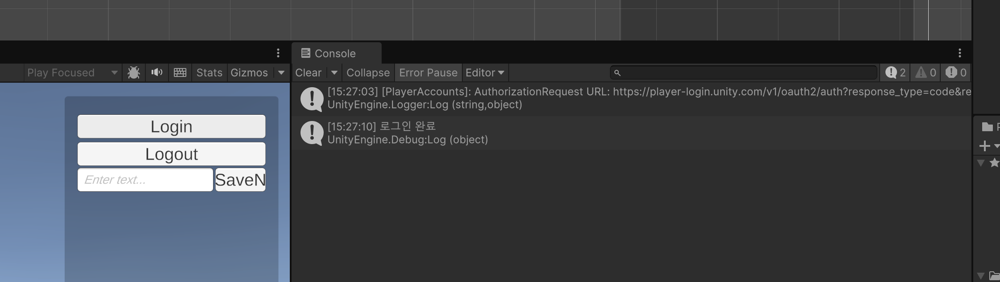 Console
Play Focused
Stats
Gizmos
Clear
Collapse
Error Pause
Editor
2
0
0
[15:27:03] [PlayerAccounts]: AuthorizationRequest URL: https://player-login.unity.com/v1/oauth2/auth?response_type=code&re
UnityEngine.Logger:Log (string,object)
[15:27:10] 로그인 완료
UnityEngine.Debug:Log (object)
Login
Logout
Enter text...
SaveN